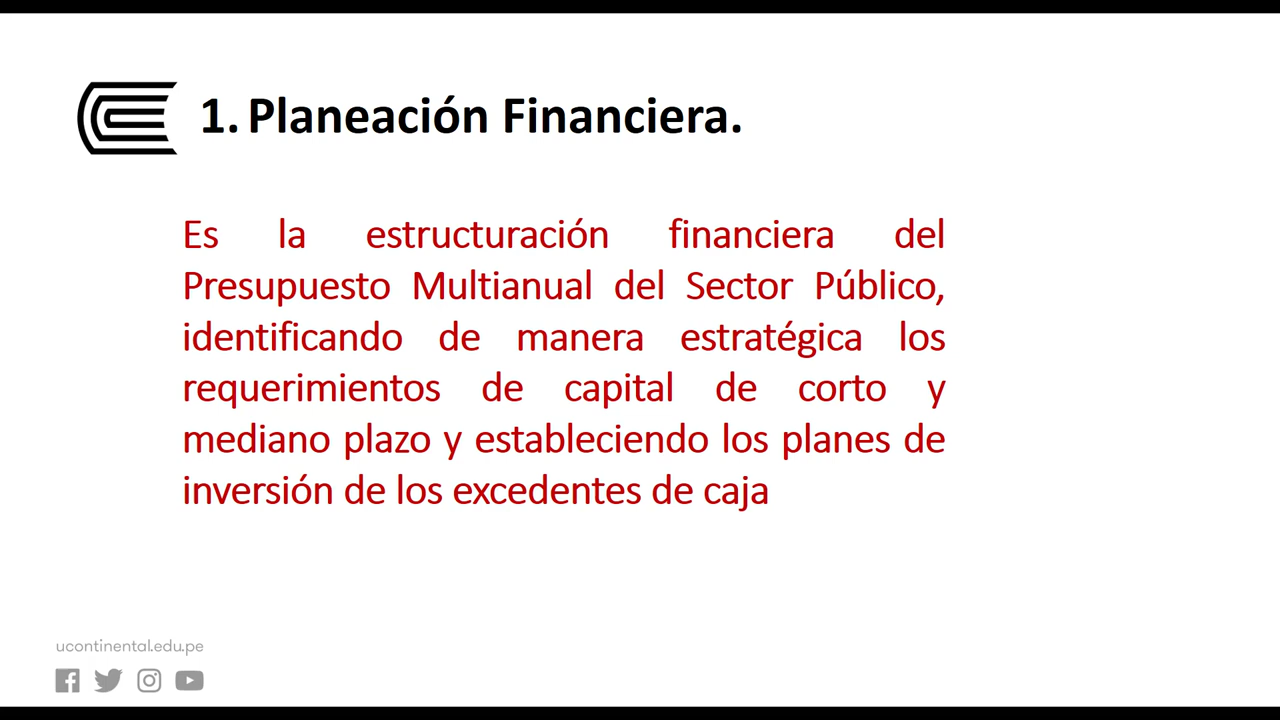 1. Planeación Financiera.
Es la estructuración financiera del
Presupuesto Multianual del Sector Público,
identificando de manera estratégica los
requerimientos de capital de corto y
mediano plazo y estableciendo los planes de
inversión de los excedentes de caja
ucontinental.edu.pe